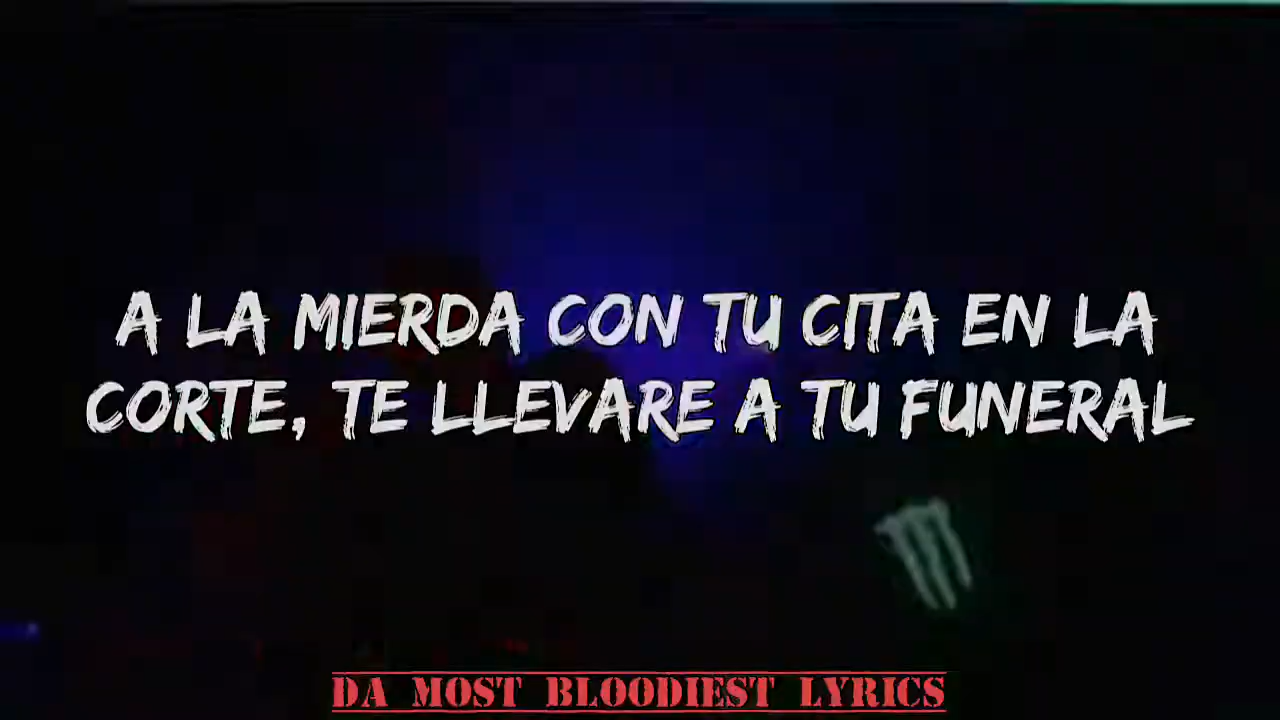 A LA MIERDA CON TU CITA EN LA
CORTE, TE LLEVARE A TU FUNERAL
DA MOST BLOODIEST LYRICS